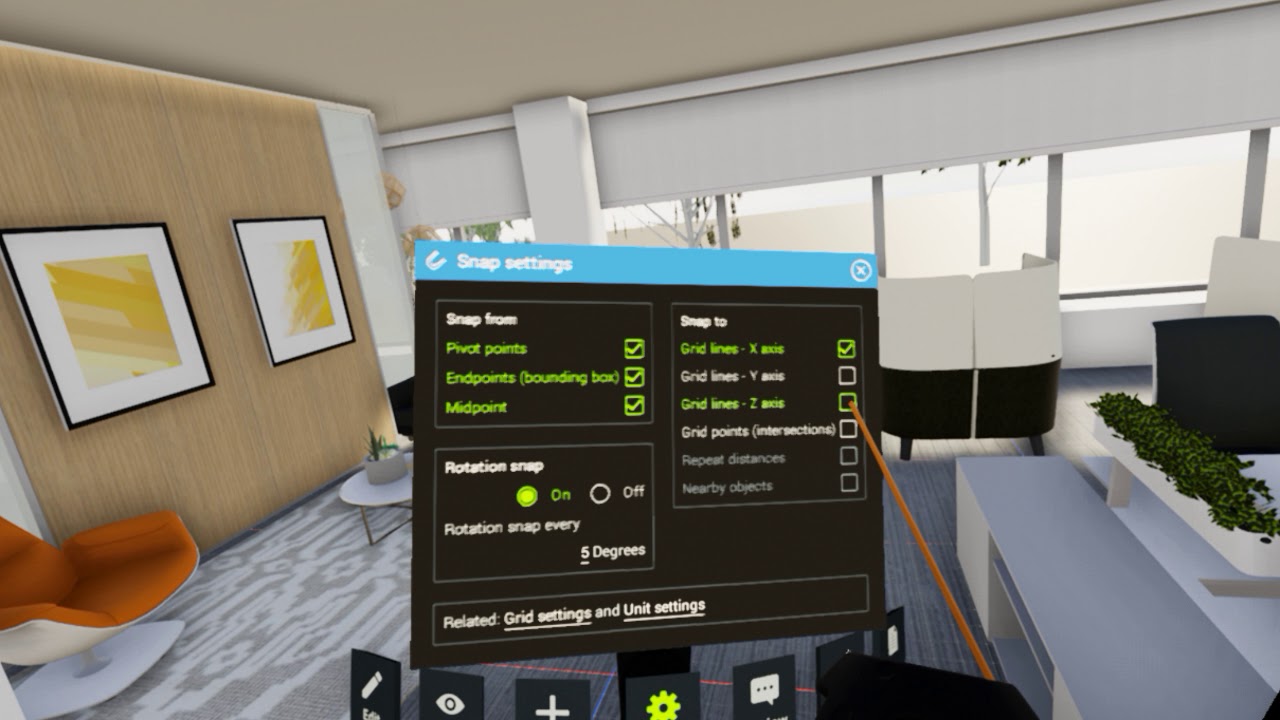 Snap settings
Snap from
Pivot points
Endpoints (bounding box)
Midpoint
Rotation snap
On Off
Rotation snap every
5 Degrees
Snap to
Grid lines - X axis
Grid lines - Y axis
Grid lines - Z axis
Grid points (intersections)
Repeat distances
Nearby objects
Related: Grid settings and Unit settings